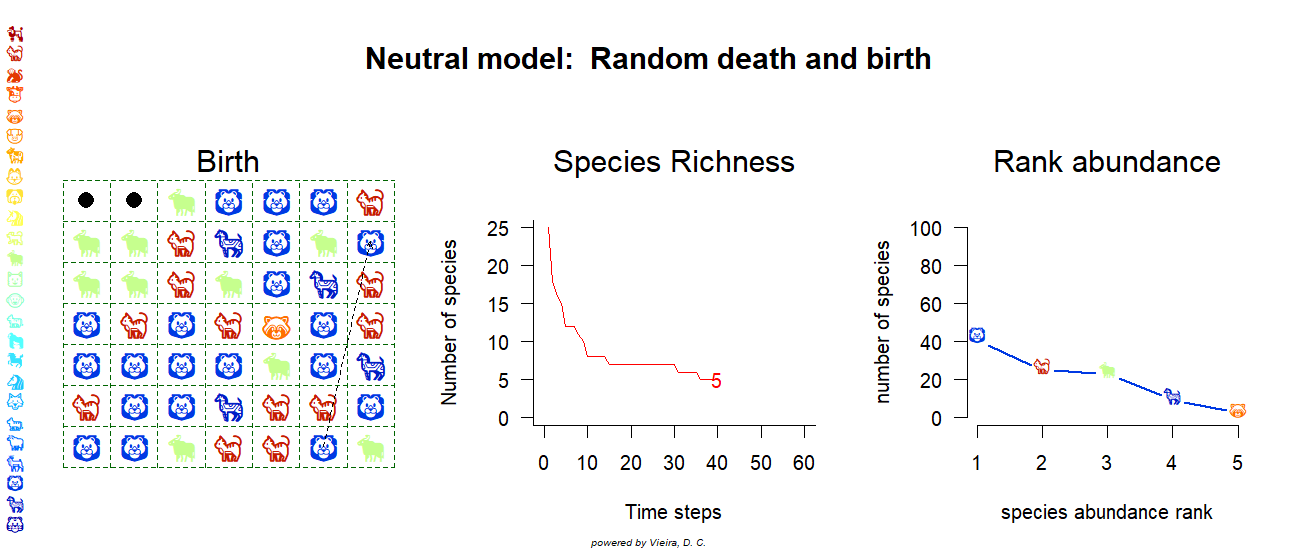 Neutral model:  Random death and birth
Birth
Species Richness
Number of species
25
20
15
10
5
0
5
0 10 20 30 40 50 60
Time steps
Rank abundance
number of species
100
80
60
40
20
0
1 2 3 4 5
species abundance rank
powered by Vieira, D. C.